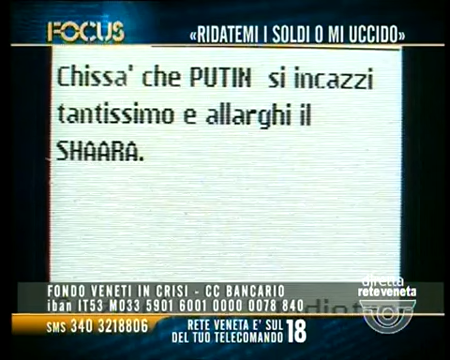 FOCUS
«RIDATEMI I SOLDI O MI UCCIDO»
Chissa' che PUTIN si incazzi
tantissimo e allarghi il
SHAARA.
FONDO VENETI IN CRISI - CC BANCARIO
iban IT53 M033 5901 6001 0000 0078 840
diretta
reteveneta
SMS 340 3218806
RETE VENETA E' SUL
DEL TUO TELECOMANDO 18